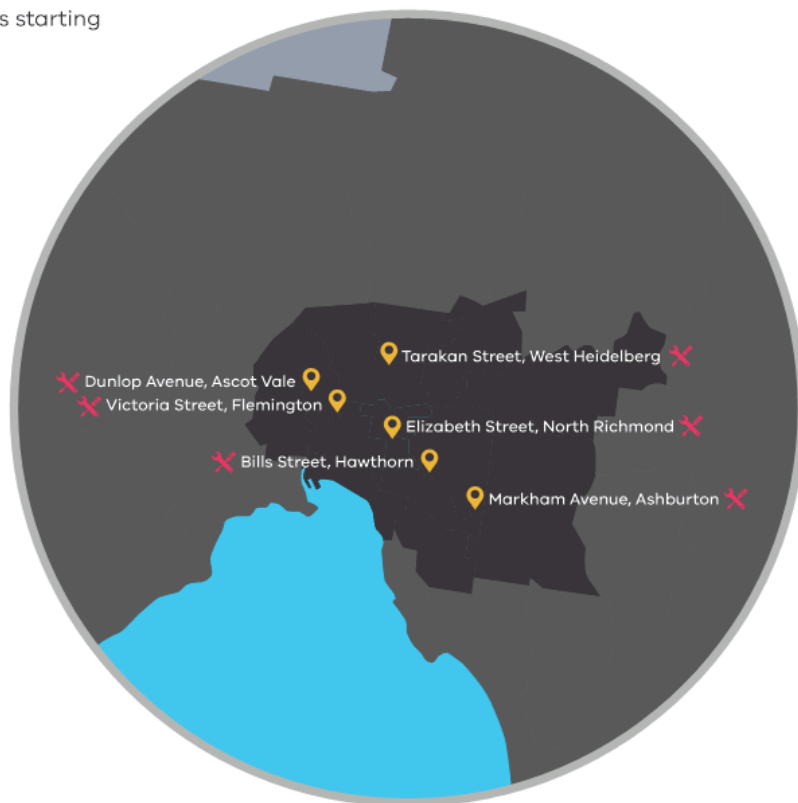 s starting
Tarakan Street, West Heidelberg
Dunlop Avenue, Ascot Vale
Victoria Street, Flemington
Elizabeth Street, North Richmond
Bills Street, Hawthorn
Markham Avenue, Ashburton